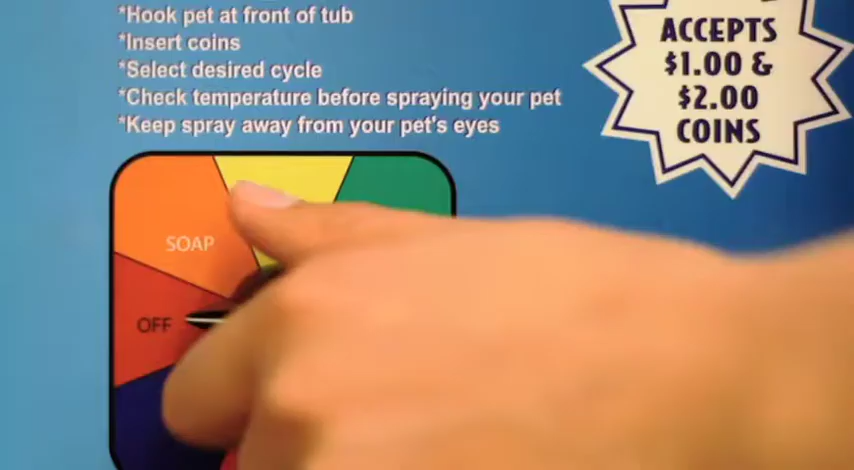 *Hook pet at front of tub
*Insert coins
*Select desired cycle
*Check temperature before spraying your pet
*Keep spray away from your pet's eyes
ACCEPTS
$1.00 &
$2.00
COINS
SOAP
OFF